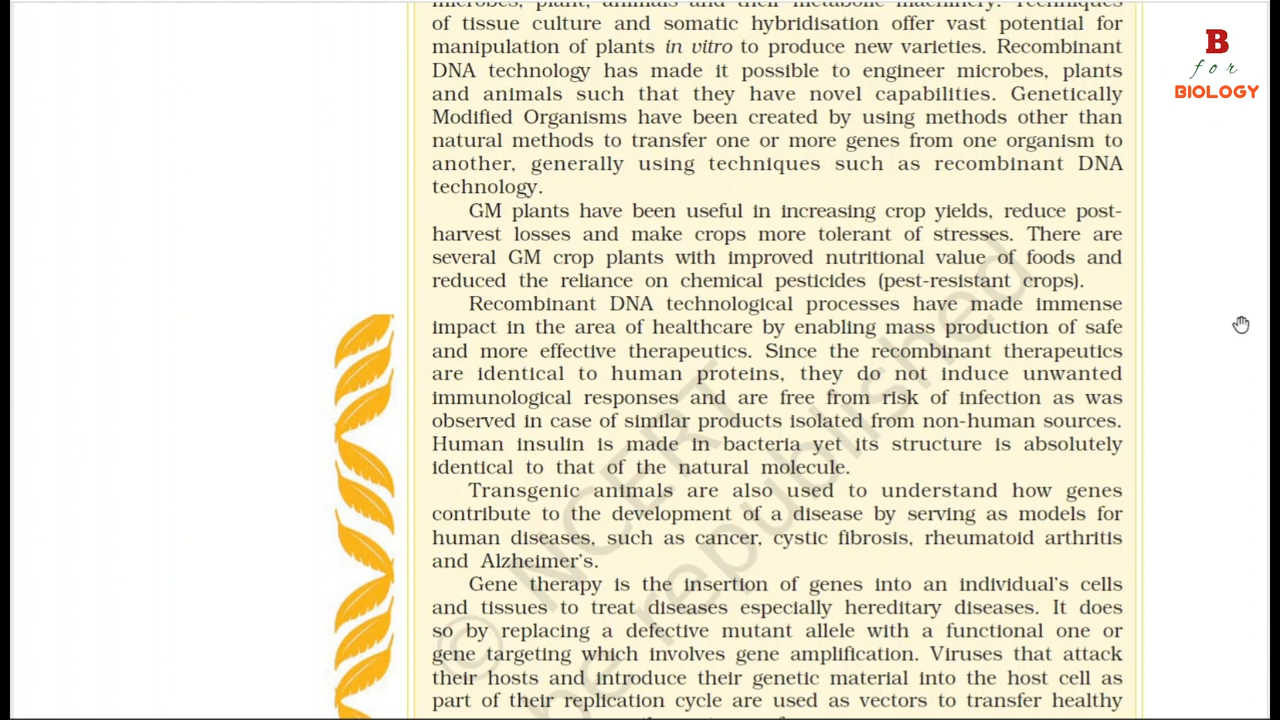 microbes, plant, animals and their metabolic machinery. Techniques
of tissue culture and somatic hybridisation offer vast potential for
manipulation of plants in vitro to produce new varieties. Recombinant
DNA technology has made it possible to engineer microbes, plants
and animals such that they have novel capabilities. Genetically
Modified Organisms have been created by using methods other than
natural methods to transfer one or more genes from one organism to
another, generally using techniques such as recombinant DNA
technology.
GM plants have been useful in increasing crop yields, reduce post-
harvest losses and make crops more tolerant of stresses. There are
several GM crop plants with improved nutritional value of foods and
reduced the reliance on chemical pesticides (pest-resistant crops).
Recombinant DNA technological processes have made immense
impact in the area of healthcare by enabling mass production of safe
and more effective therapeutics. Since the recombinant therapeutics
are identical to human proteins, they do not induce unwanted
immunological responses and are free from risk of infection as was
observed in case of similar products isolated from non-human sources.
Human insulin is made in bacteria yet its structure is absolutely
identical to that of the natural molecule.
Transgenic animals are also used to understand how genes
contribute to the development of a disease by serving as models for
human diseases, such as cancer, cystic fibrosis, rheumatoid arthritis
and Alzheimer's.
Gene therapy is the insertion of genes into an individual's cells
and tissues to treat diseases especially hereditary diseases. It does
so by replacing a defective mutant allele with a functional one or
gene targeting which involves gene amplification. Viruses that attack
their hosts and introduce their genetic material into the host cell as
part of their replication cycle are used as vectors to transfer healthy
© NCERT
be republished
B
for
BIOLOGY